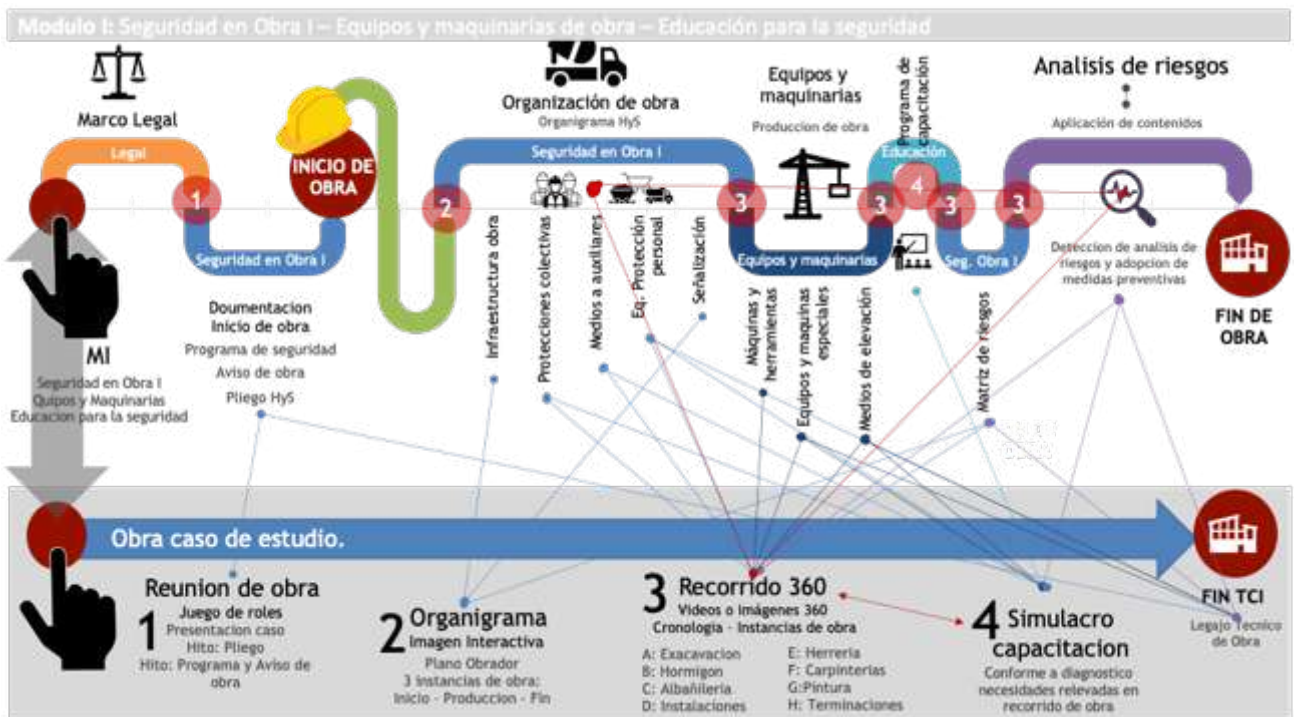 Modulo I: Seguridad en Obra I – Equipos y maquinarias de obra – Educación para la seguridad
Marco Legal
Legal
1
Seguridad en Obra I
INICIO DE
OBRA
Doumentacion
Inicio de obra
Programa de seguridad
Aviso de obra
Pliego HyS
MI
Seguridad en Obra I
Quipos y Maquinarias
Educacion para la seguridad
Organización de obra
Organigrama HyS
Seguridad en Obra I
2
Infraestructura obra
Protecciones colectivas
Medios a auxiliares
Eq. Protección
personal
Señalización
3
Equipos y
maquinarias
Produccion de obra
Equipos y maquinarias
Máquinas y
herramientas
Equipos y maquinas
especiales
Medios de elevación
3
Programa de
capacitación
Educación
4
3
Seg. Obra I
Matriz de riesgos
3
Analisis de riesgos
Aplicación de contenidos
Deteccion de analisis de
riesgos y adopcion de
medidas preventivas
FIN DE
OBRA
Obra caso de estudio.
Reunion de obra
1
Juego de roles
Presentacion caso
Hito: Pliego
Hito: Programa y Aviso de
obra
2
Organigrama
Imagen Interactiva
Plano Obrador
3 instancias de obra:
Inicio - Produccion - Fin
3
Recorrido 360
Videos o imágenes 360
Cronologia - Instancias de obra
A: Exacavacion
B: Hormigon
C: Albañileria
D: Instalaciones
E: Herreria
F: Carpinterias
G:Pintura
H: Terminaciones
4
Simulacro
capacitacion
Conforme a diagnostico
necesidades relevadas en
recorrido de obra
FIN TCI
Legajo Tecnico
de Obra